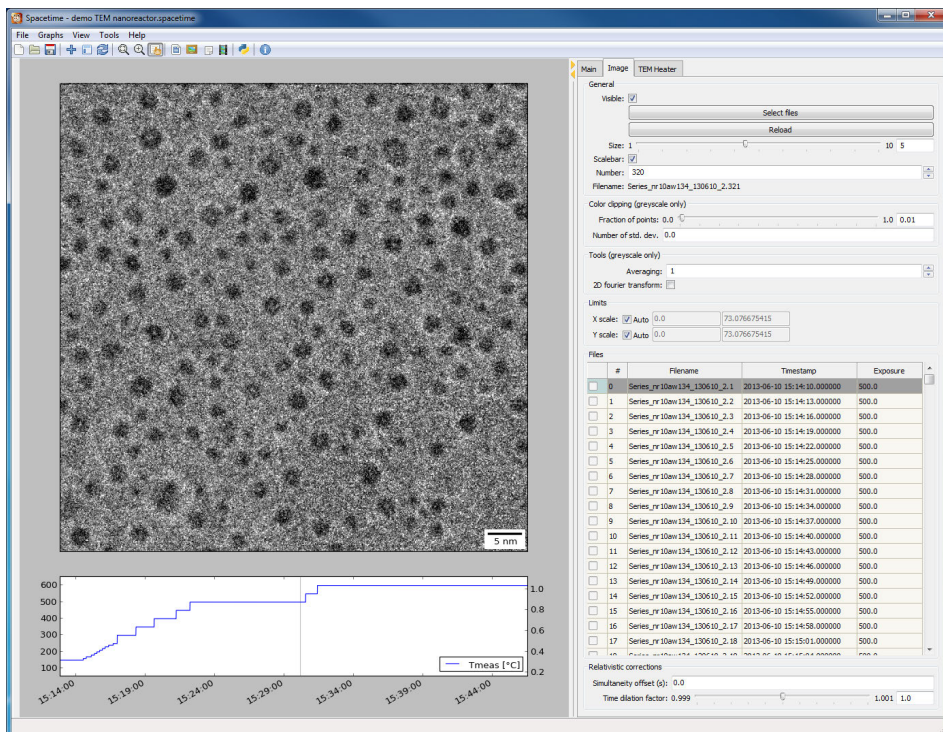 Spacetime - demo TEM nanoreactor.spacetime
File Graphs View Tools Help
5 nm
600
500
400
300
200
100
1.0
0.8
0.6
0.4
0.2
Tmeas [°C]
15:14:00 15:19:00 15:24:00 15:29:00 15:34:00 15:39:00 15:44:00
Main Image TEM Heater
General
Visible:
Select files
Reload
Size: 1 10 5
Scalebar:
Number: 320
Filename: Series_nr10aw134_130610_2.321
Color clipping (greyscale only)
Fraction of points: 0.0 1.0 0.01
Number of std. dev. 0.0
Tools (greyscale only)
Averaging: 1
2D fourier transform:
Limits
X scale: Auto 0.0 73.076675415
Y scale: Auto 0.0 73.076675415
Files
# Filename Timestamp Exposure
0 Series_nr10aw134_130610_2.1 2013-06-10 15:14:10.000000 500.0
1 Series_nr10aw134_130610_2.2 2013-06-10 15:14:13.000000 500.0
2 Series_nr10aw134_130610_2.3 2013-06-10 15:14:16.000000 500.0
3 Series_nr10aw134_130610_2.4 2013-06-10 15:14:19.000000 500.0
4 Series_nr10aw134_130610_2.5 2013-06-10 15:14:22.000000 500.0
5 Series_nr10aw134_130610_2.6 2013-06-10 15:14:25.000000 500.0
6 Series_nr10aw134_130610_2.7 2013-06-10 15:14:28.000000 500.0
7 Series_nr10aw134_130610_2.8 2013-06-10 15:14:31.000000 500.0
8 Series_nr10aw134_130610_2.9 2013-06-10 15:14:34.000000 500.0
9 Series_nr10aw134_130610_2.10 2013-06-10 15:14:37.000000 500.0
10 Series_nr10aw134_130610_2.11 2013-06-10 15:14:40.000000 500.0
11 Series_nr10aw134_130610_2.12 2013-06-10 15:14:43.000000 500.0
12 Series_nr10aw134_130610_2.13 2013-06-10 15:14:46.000000 500.0
13 Series_nr10aw134_130610_2.14 2013-06-10 15:14:49.000000 500.0
14 Series_nr10aw134_130610_2.15 2013-06-10 15:14:52.000000 500.0
15 Series_nr10aw134_130610_2.16 2013-06-10 15:14:55.000000 500.0
16 Series_nr10aw134_130610_2.17 2013-06-10 15:14:58.000000 500.0
17 Series_nr10aw134_130610_2.18 2013-06-10 15:15:01.000000 500.0
Relativistic corrections
Simultaneity offset (s): 0.0
Time dilation factor: 0.999 1.001 1.0